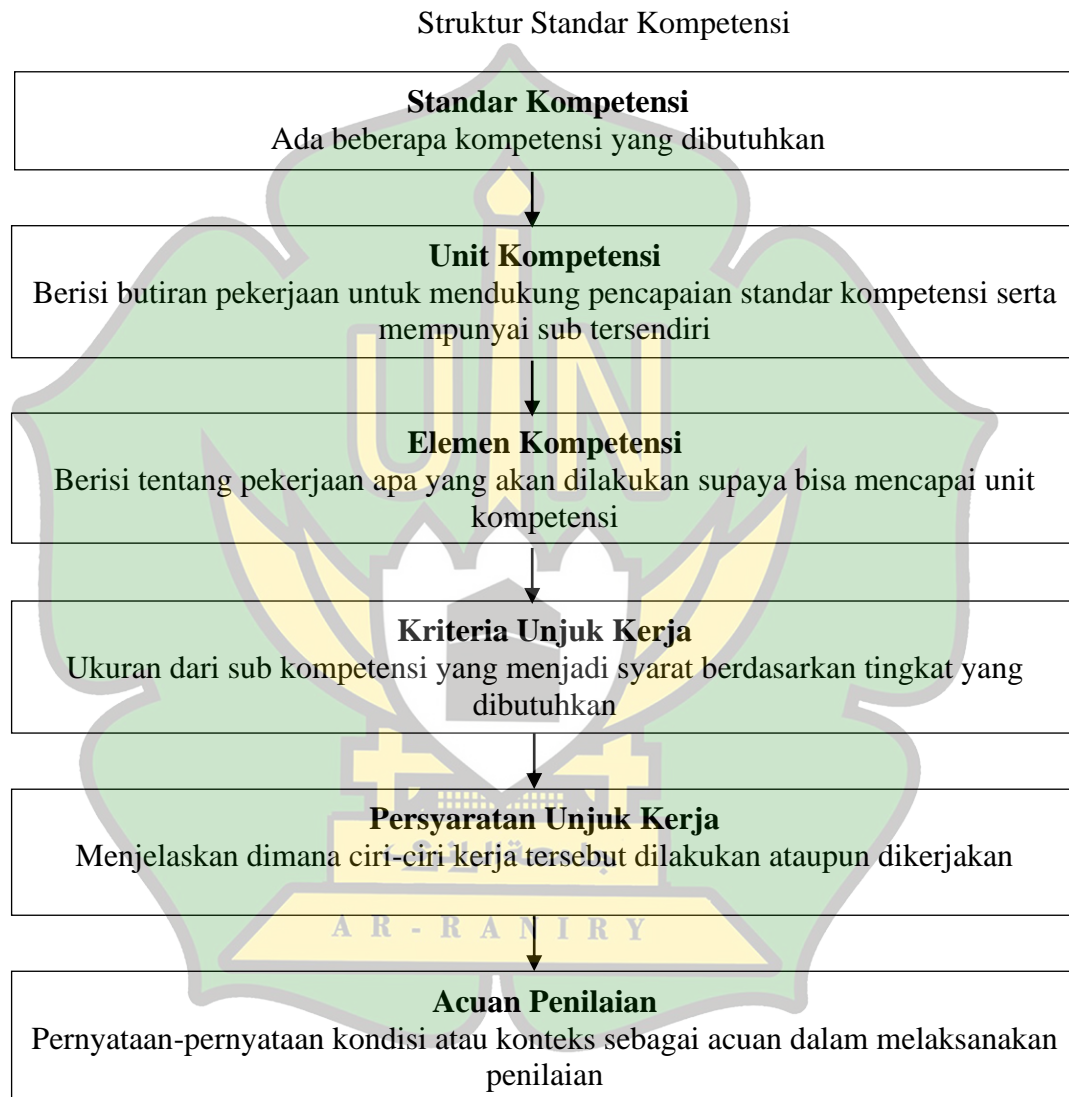 Struktur Standar Kompetensi
Standar Kompetensi
Ada beberapa kompetensi yang dibutuhkan
Unit Kompetensi
Berisi butiran pekerjaan untuk mendukung pencapaian standar kompetensi serta
mempunyai sub tersendiri
UIN
Elemen Kompetensi
Berisi tentang pekerjaan apa yang akan dilakukan supaya bisa mencapai unit
kompetensi
Kriteria Unjuk Kerja
Ukuran dari sub kompetensi yang menjadi syarat berdasarkan tingkat yang
dibutuhkan
Persyaratan Unjuk Kerja
Menjelaskan dimana ciri-ciri kerja tersebut dilakukan ataupun dikerjakan
AR-RANIRY
Acuan Penilaian
Pernyataan-pernyataan kondisi atau konteks sebagai acuan dalam melaksanakan
penilaian